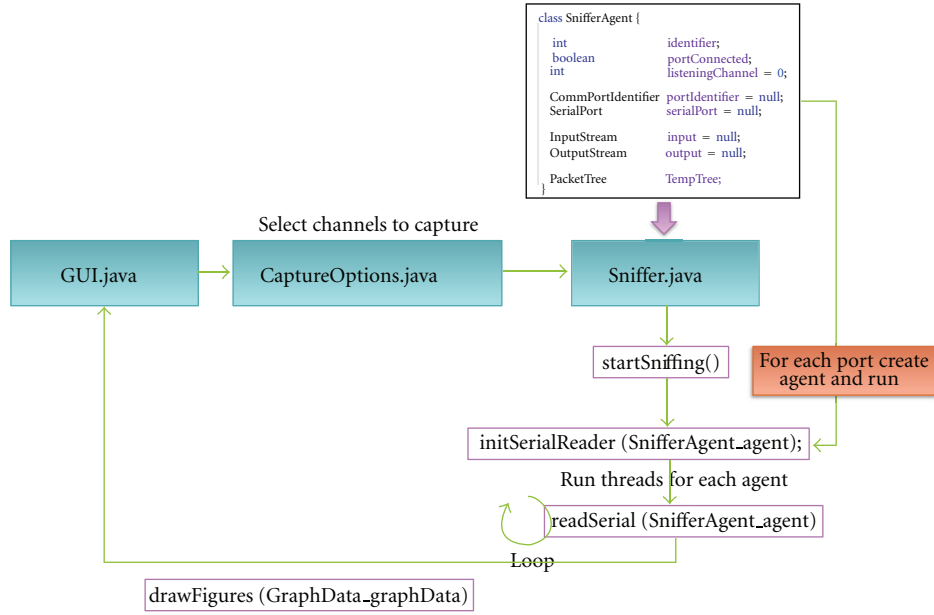 class SnifferAgent {
int identifier;
boolean portConnected;
int listeningChannel = 0;
CommPortIdentifier portIdentifier = null;
SerialPort serialPort = null;
InputStream input = null;
OutputStream output = null;
PacketTree TempTree;
}
Select channels to capture
GUI.java
CaptureOptions.java
Sniffer.java
startSniffing()
For each port create
agent and run
initSerialReader (SnifferAgent_agent);
Run threads for each agent
readSerial (SnifferAgent_agent)
Loop
drawFigures (GraphData_graphData)